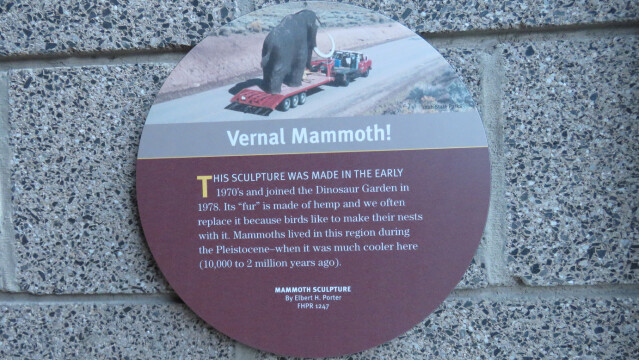 Vernal Mammoth!
THIS SCULPTURE WAS MADE IN THE EARLY
1970's and joined the Dinosaur Garden in
1978. Its "fur" is made of hemp and we often
replace it because birds like to make their nests
with it. Mammoths lived in this region during
the Pleistocene–when it was much cooler here
(10,000 to 2 million years ago).
MAMMOTH SCULPTURE
By Elbert H. Porter
FHPR 1247